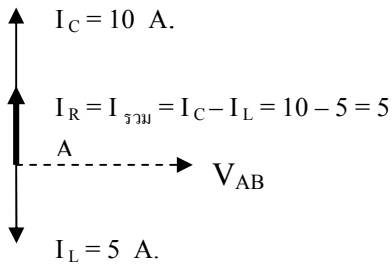 I C = 10 A.
I R = I รวม = I C – I L = 10 – 5 = 5
A
V AB
I L = 5 A.